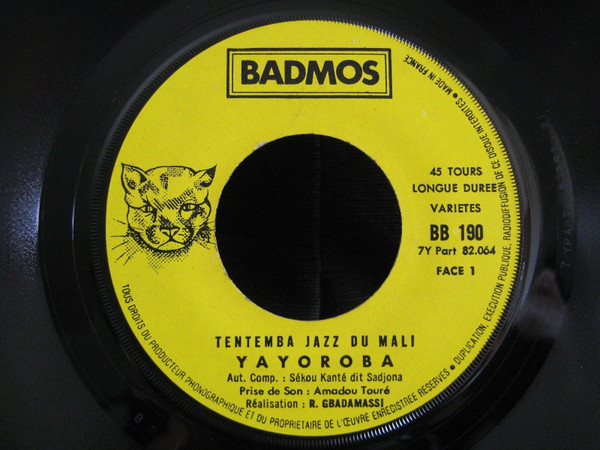 BADMOS
45 TOURS
LONGUE DUREE
VARIETES
BB 190
7Y Part 82.064
FACE 1
TENTEMBA JAZZ DU MALI
YAYOROBA
Aut. Comp. : Sékou Kanté dit Sadjona
Prise de Son : Amadou Touré
Réalisation : R. GBADAMASSI
TOUS DROITS DU PRODUCTEUR PHONOGRAPHIQUE ET DU PROPRIETAIRE DE L'ŒUVRE ENREGISTREE RESERVES ● DUPLICATION, EXECUTION PUBLIQUE, RADIODIFFUSION DE CE DISQUE INTERDITES ● MADE IN FRANCE